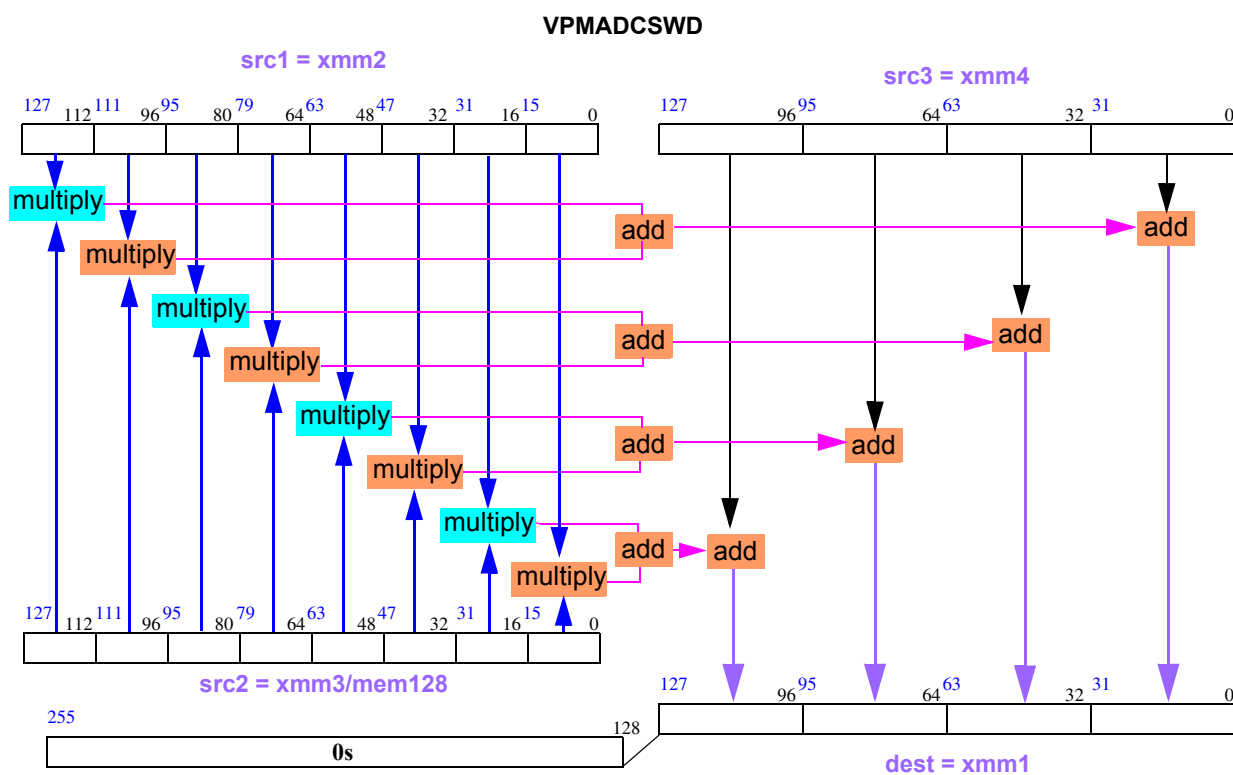 VPMADCSWD
src1 = xmm2
src3 = xmm4
127 112 111 96 95 80 79 64 63 48 47 32 31 16 15 0
127 96 95 64 63 32 31 0
multiply
add
add
multiply
multiply
add
add
multiply
multiply
add
add
multiply
multiply
add
add
multiply
127 112 111 96 95 80 79 64 63 48 47 32 31 16 15 0
src2 = xmm3/mem128
127 96 95 64 63 32 31 0
255 128
0s
dest = xmm1